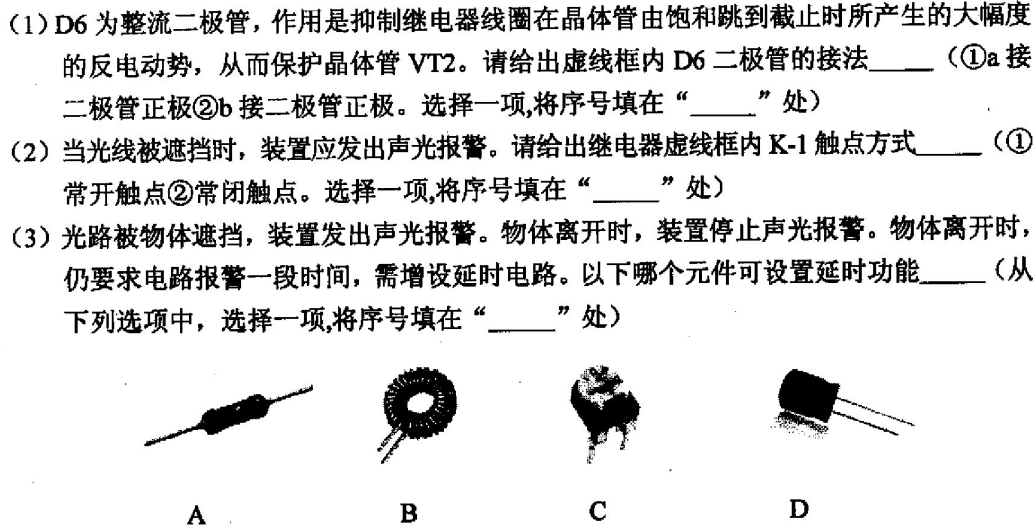 (1) D6 为整流二极管，作用是抑制继电器线圈在晶体管由饱和跳到截止时所产生的大幅度
的反电动势，从而保护晶体管 VT2。请给出虚线框内 D6 二极管的接法____（①a 接
二极管正极②b 接二极管正极。选择一项,将序号填在“____”处）
(2) 当光线被遮挡时，装置应发出声光报警。请给出继电器虚线框内 K-1 触点方式____（①
常开触点②常闭触点。选择一项,将序号填在“____”处）
(3) 光路被物体遮挡，装置发出声光报警。物体离开时，装置停止声光报警。物体离开时，
仍要求电路报警一段时间，需增设延时电路。以下哪个元件可设置延时功能____（从
下列选项中，选择一项,将序号填在“____”处）
A B C D